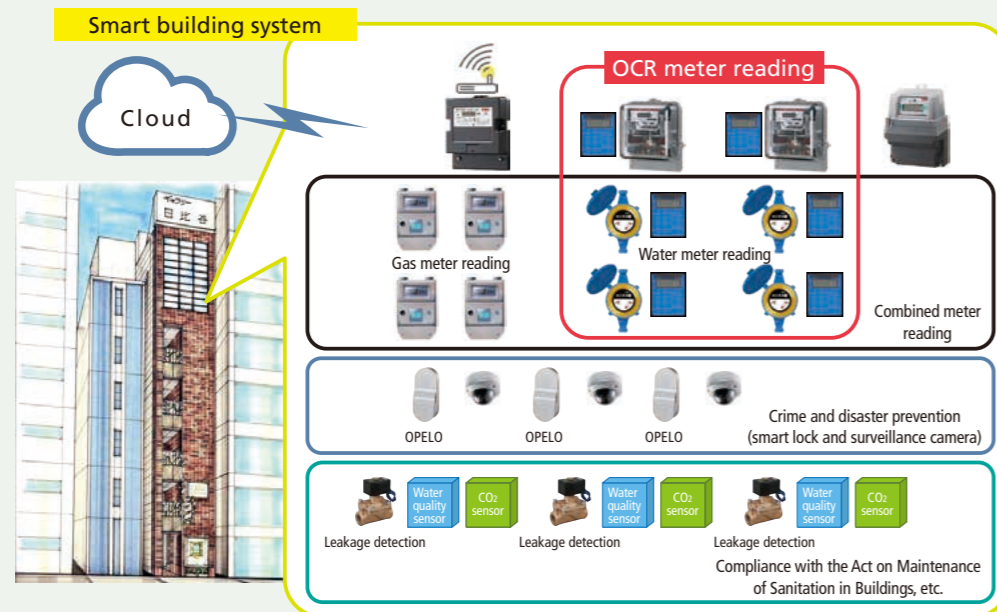 Smart building system
Cloud
OCR meter reading
Gas meter reading
Water meter reading
Combined meter
reading
OPELO
OPELO
OPELO
Crime and disaster prevention
(smart lock and surveillance camera)
Water
quality
sensor
CO₂
sensor
Water
quality
sensor
CO₂
sensor
Water
quality
sensor
CO₂
sensor
Leakage detection
Leakage detection
Leakage detection
Compliance with the Act on Maintenance
of Sanitation in Buildings, etc.
日比谷